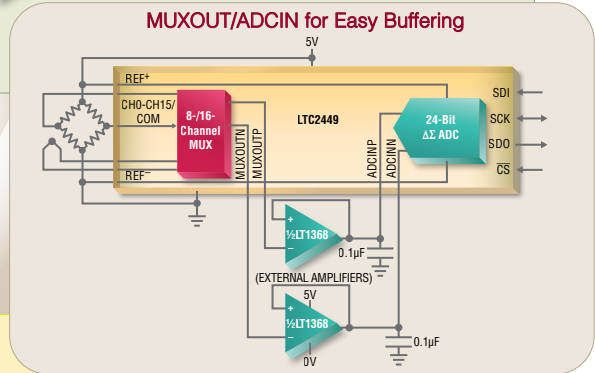 MUXOUT/ADCIN for Easy Buffering
5V
REF+
CH0-CH15/
COM
8-/16-
Channel
MUX
REF−
MUXOUTN
MUXOUTP
LTC2449
ADCINP
ADCINN
24-Bit
ΔΣ ADC
SDI
SCK
SDO
CS
+
½LT1368
−
0.1µF
(EXTERNAL AMPLIFIERS)
5V
+
½LT1368
−
0V
0.1µF